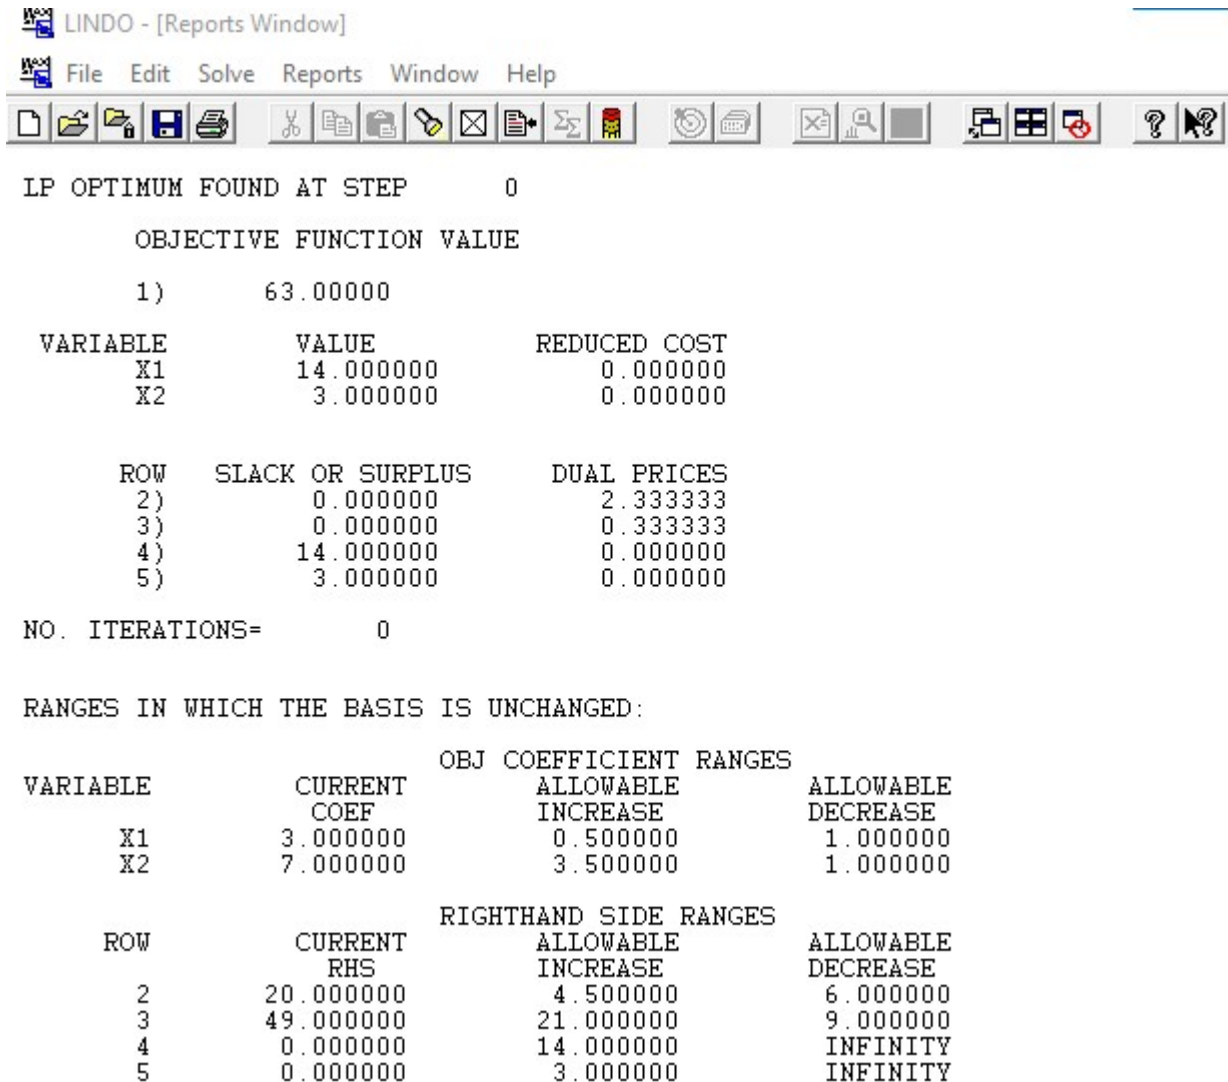 LINDO - [Reports Window]
File Edit Solve Reports Window Help
LP OPTIMUM FOUND AT STEP 0
OBJECTIVE FUNCTION VALUE
1) 63.00000
VARIABLE VALUE REDUCED COST
X1 14.000000 0.000000
X2 3.000000 0.000000
ROW SLACK OR SURPLUS DUAL PRICES
2) 0.000000 2.333333
3) 0.000000 0.333333
4) 14.000000 0.000000
5) 3.000000 0.000000
NO. ITERATIONS= 0
RANGES IN WHICH THE BASIS IS UNCHANGED:
OBJ COEFFICIENT RANGES
VARIABLE CURRENT ALLOWABLE ALLOWABLE
COEF INCREASE DECREASE
X1 3.000000 0.500000 1.000000
X2 7.000000 3.500000 1.000000
RIGHTHAND SIDE RANGES
ROW CURRENT ALLOWABLE ALLOWABLE
RHS INCREASE DECREASE
2 20.000000 4.500000 6.000000
3 49.000000 21.000000 9.000000
4 0.000000 14.000000 INFINITY
5 0.000000 3.000000 INFINITY